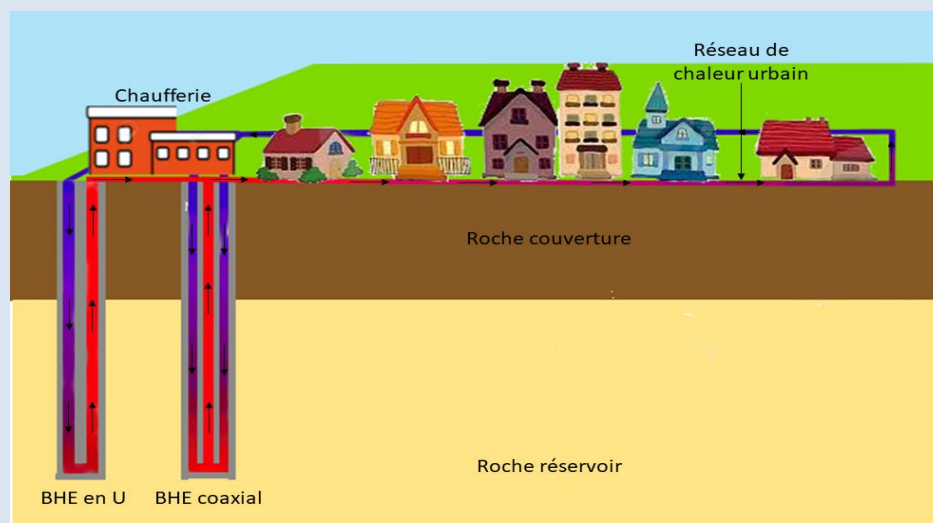 Réseau de
chaleur urbain
Chaufferie
Roche couverture
Roche réservoir
BHE en U
BHE coaxial